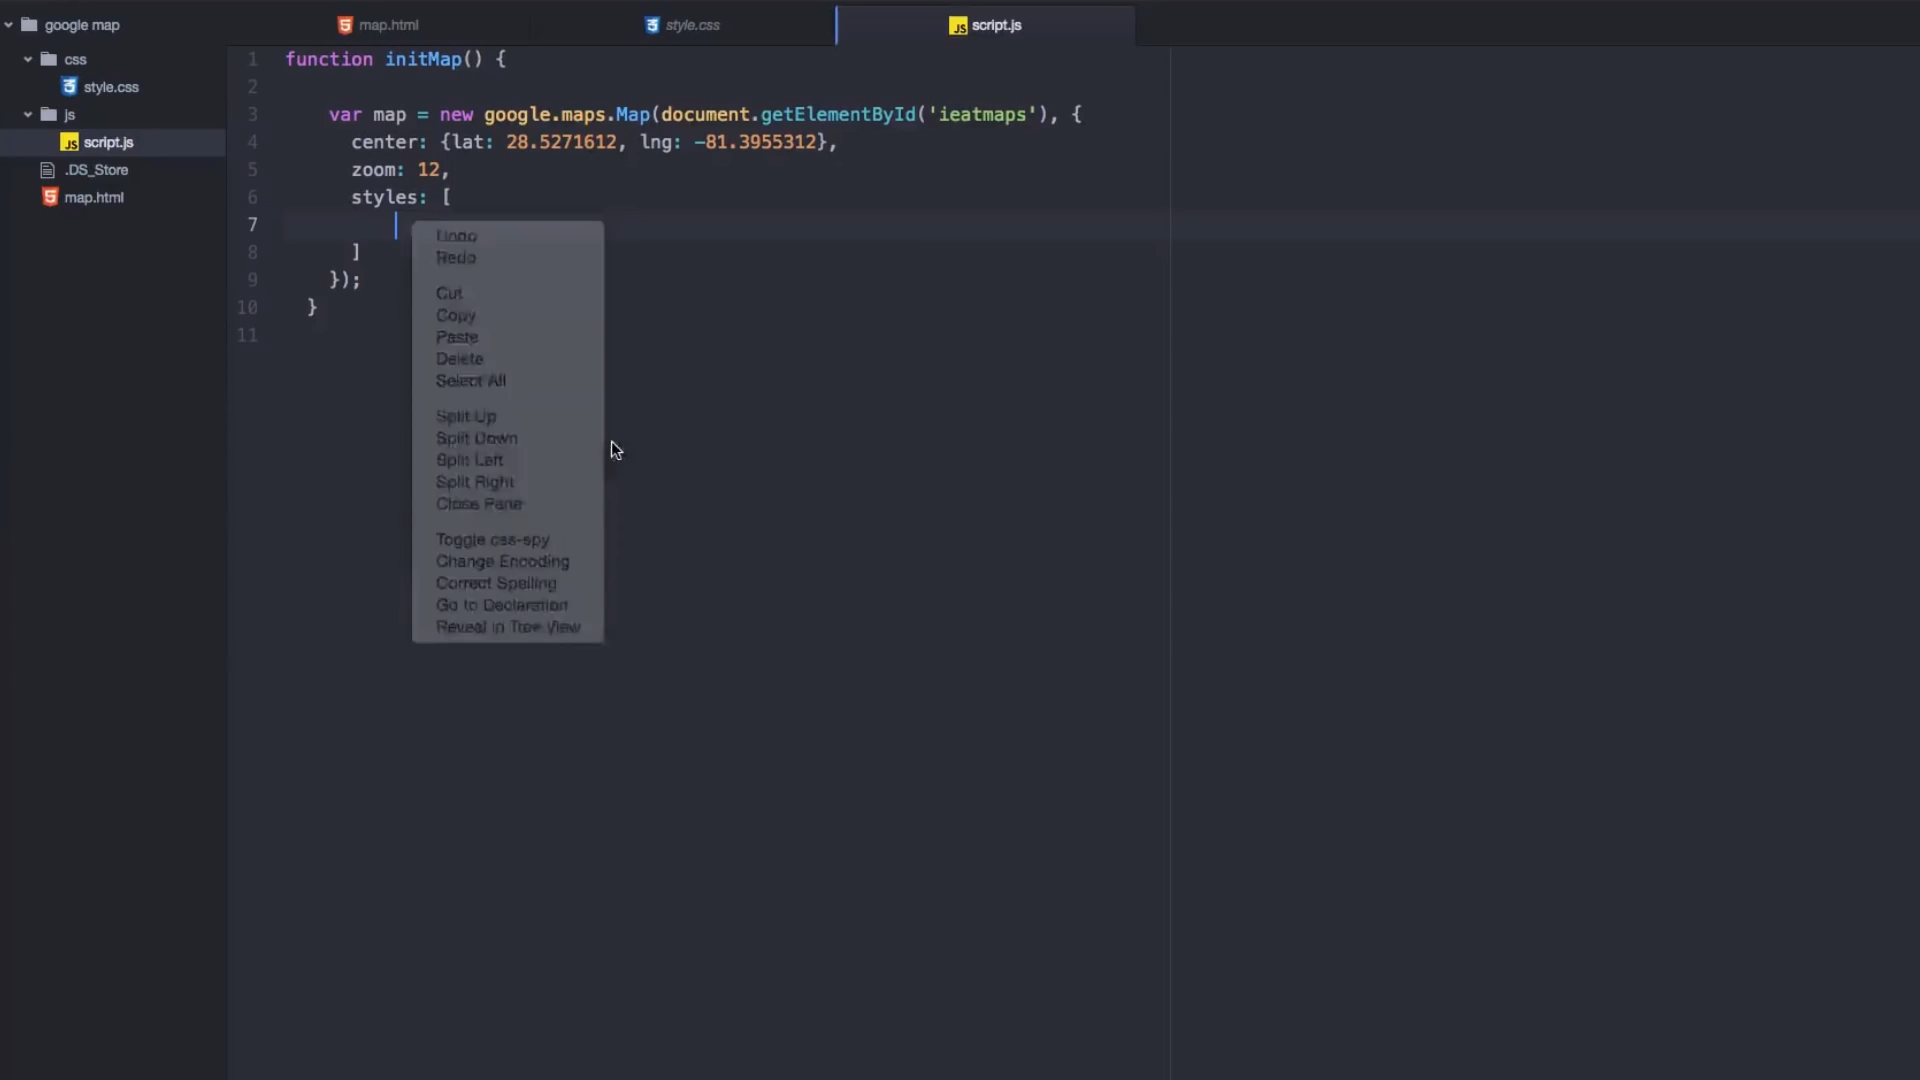 google map
css
style.css
js
script.js
.DS_Store
map.html
map.html
style.css
script.js
1 function initMap() {
2
3 var map = new google.maps.Map(document.getElementById('ieatmaps'), {
4 center: {lat: 28.5271612, lng: -81.3955312},
5 zoom: 12,
6 styles: [
7
8 ]
9 });
10 }
11
Undo
Redo
Cut
Copy
Paste
Delete
Select All
Split Up
Split Down
Split Left
Split Right
Close Pane
Toggle css-spy
Change Encoding
Correct Spelling
Go to Declaration
Reveal in Tree View